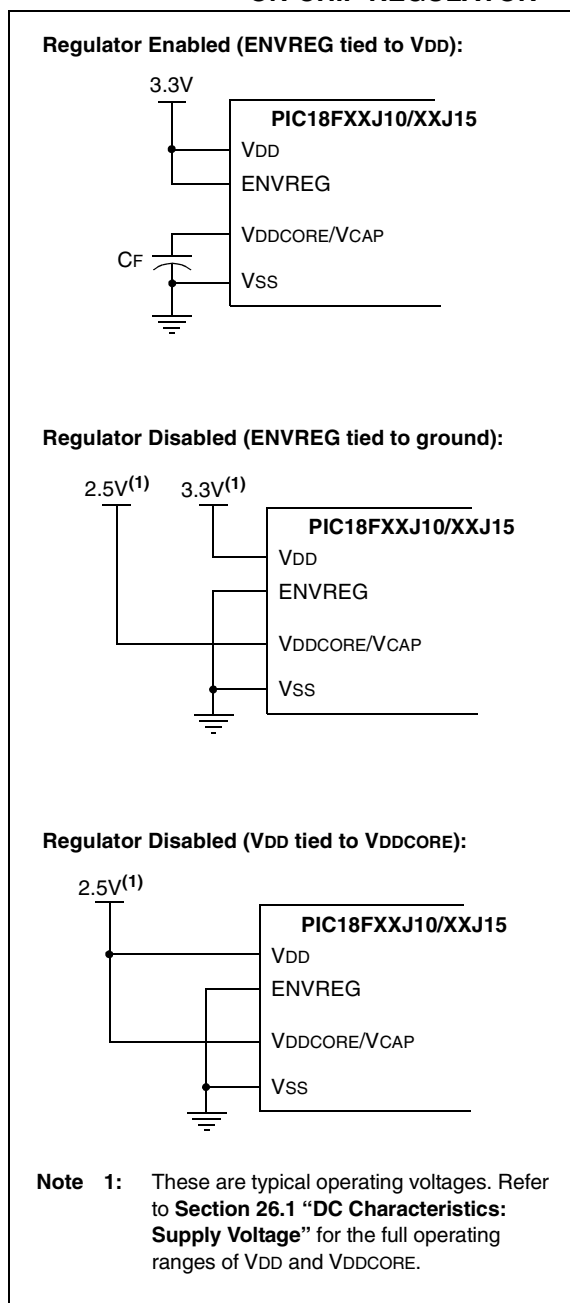 Regulator Enabled (ENVREG tied to VDD):
3.3V
PIC18FXXJ10/XXJ15
VDD
ENVREG
VDDCORE/VCAP
CF
VSS
Regulator Disabled (ENVREG tied to ground):
2.5V(1) 3.3V(1)
PIC18FXXJ10/XXJ15
VDD
ENVREG
VDDCORE/VCAP
VSS
Regulator Disabled (VDD tied to VDDCORE):
2.5V(1)
PIC18FXXJ10/XXJ15
VDD
ENVREG
VDDCORE/VCAP
VSS
Note 1: These are typical operating voltages. Refer
to Section 26.1 “DC Characteristics:
Supply Voltage” for the full operating
ranges of VDD and VDDCORE.